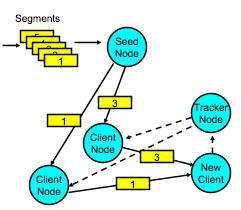 Segments
1
Seed
Node
1
3
Tracker
Node
Client
Node
3
Client
Node
1
New
Client